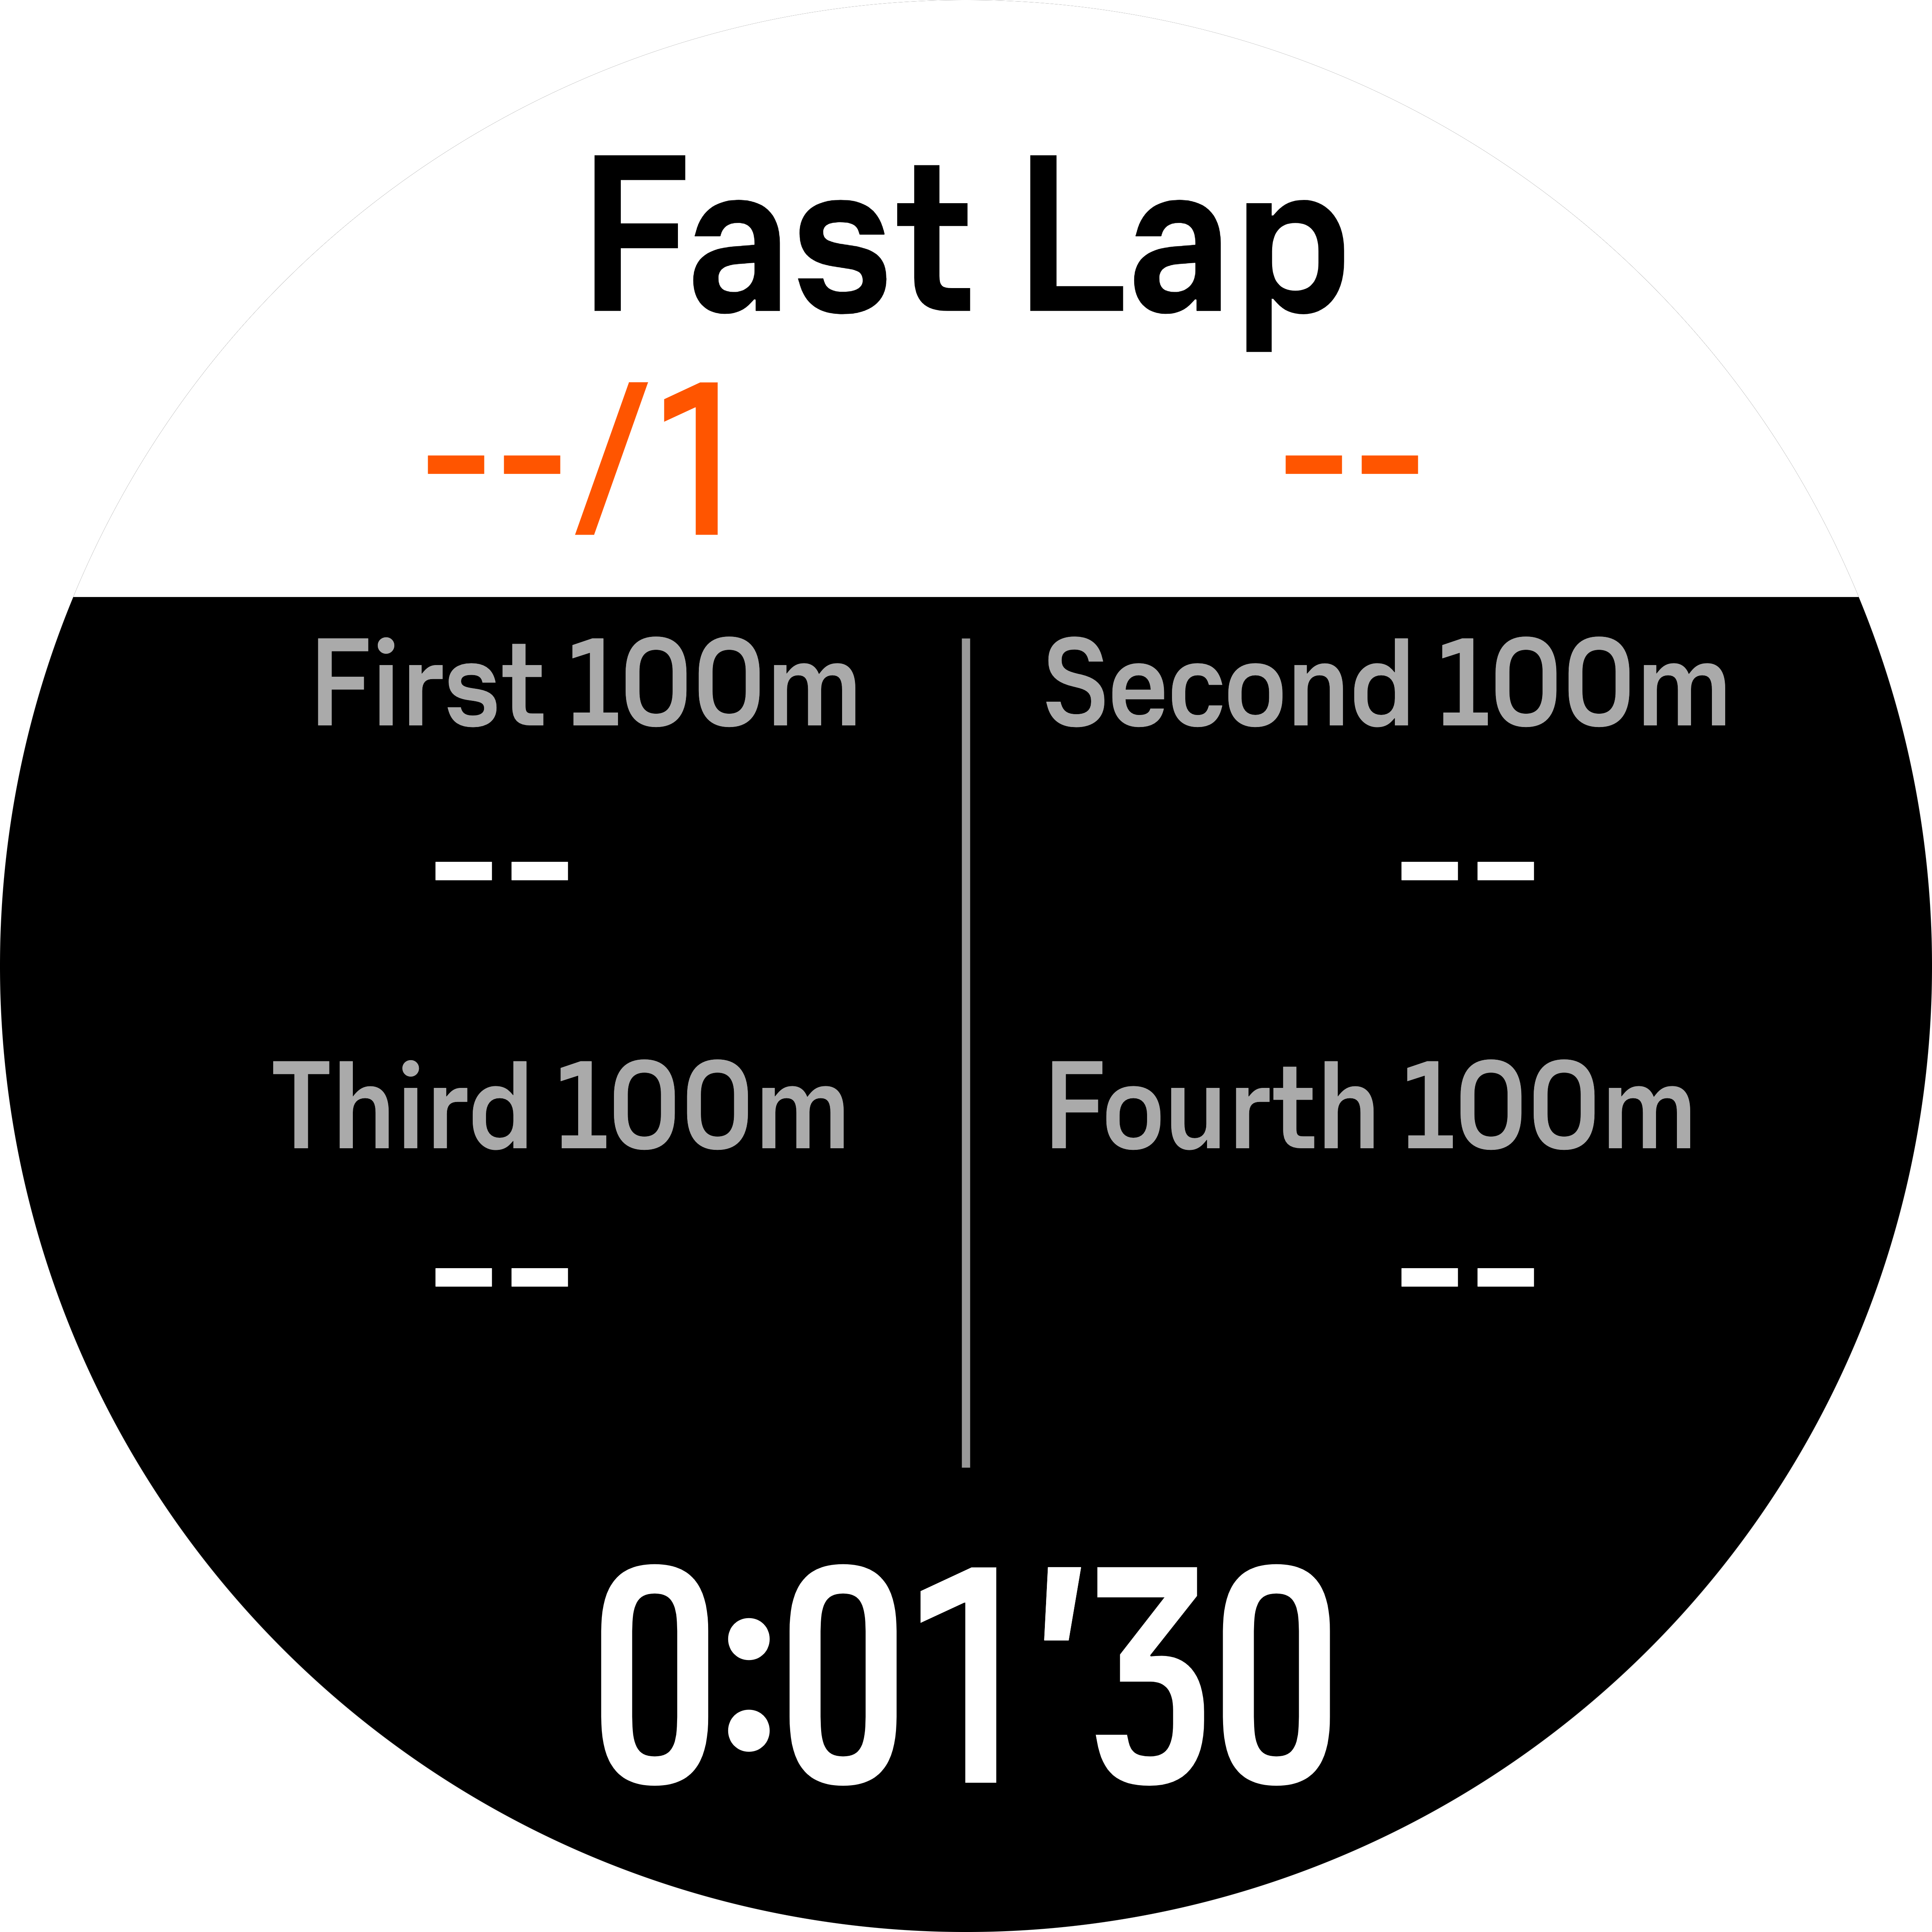 Fast Lap
--/1 --
First 100m Second 100m
-- --
Third 100m Fourth 100m
-- --
0:01'30